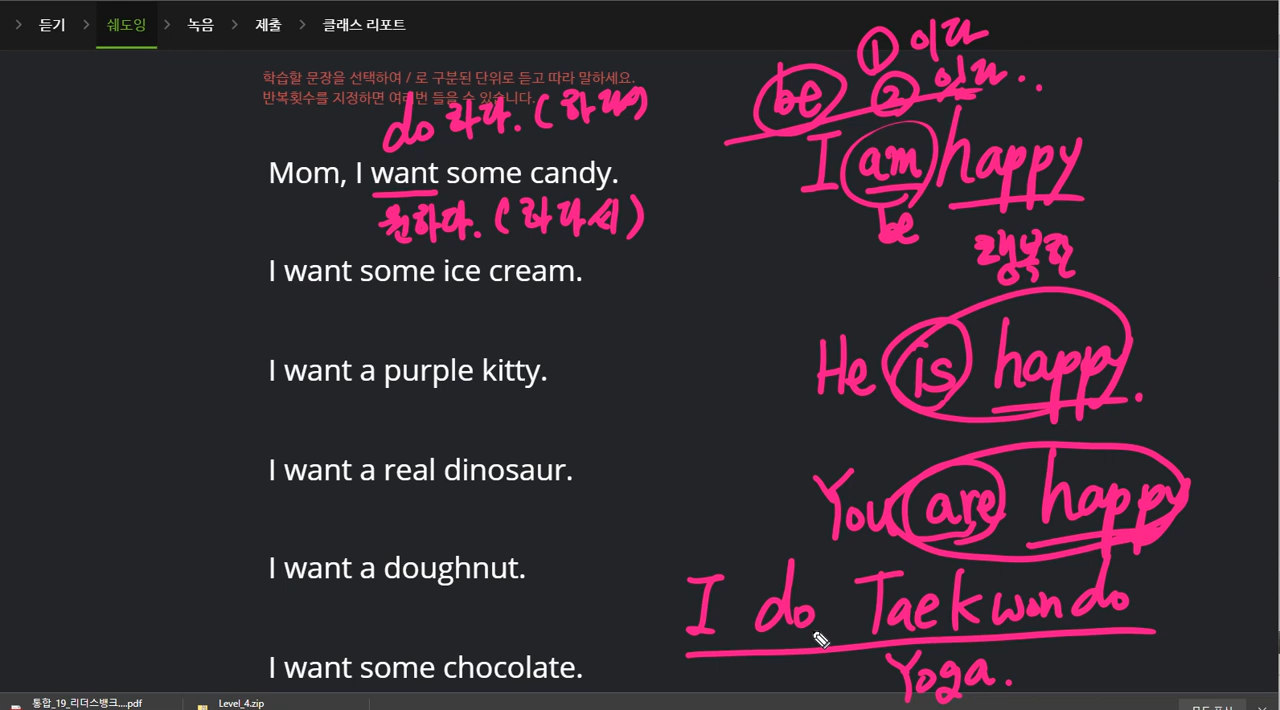 듣기 쉐도잉 녹음 제출 클래스 리포트
학습할 문장을 선택하여 / 로 구분된 단위로 듣고 따라 말하세요.
반복횟수를 지정하면 여러번 들을 수 있습니다.
do 하다. (
Mom, I want some candy.
원하다. (
I want some ice cream.
I want a purple kitty.
I want a real dinosaur.
I want a doughnut.
I want some chocolate.
be ① 이다
② 있다.
I am happy
be
행복한
He is happy.
You are happy
I do Taekwondo
Yoga.
통합_19_리더스뱅크....pdf
Level_4.zip
모두 표시